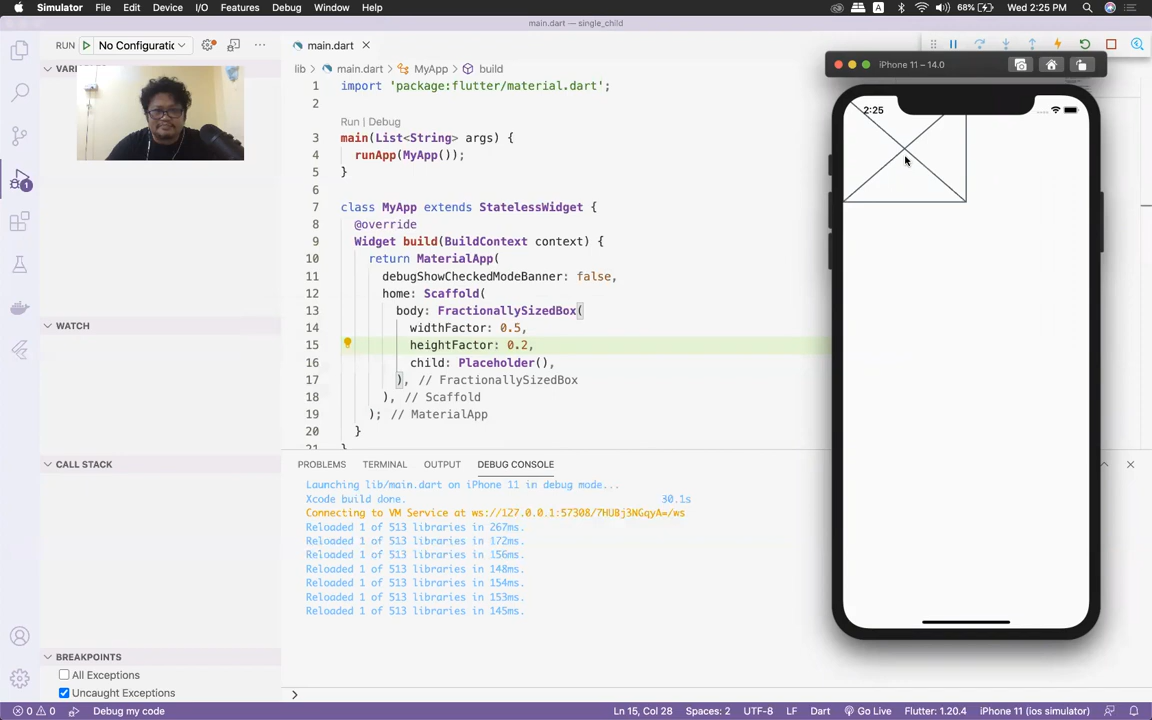 Simulator File Edit Device I/O Features Debug Window Help
A 68% Wed 2:25 PM
main.dart — single_child
RUN No Configuratic
main.dart
lib > main.dart > MyApp > build
WATCH
CALL STACK
BREAKPOINTS
All Exceptions
Uncaught Exceptions
1 import 'package:flutter/material.dart';
2
Run | Debug
3 main(List<String> args) {
4 runApp(MyApp());
5 }
6
7 class MyApp extends StatelessWidget {
8 @override
9 Widget build(BuildContext context) {
10 return MaterialApp(
11 debugShowCheckedModeBanner: false,
12 home: Scaffold(
13 body: FractionallySizedBox(
14 widthFactor: 0.5,
15 heightFactor: 0.2,
16 child: Placeholder(),
17 ), // FractionallySizedBox
18 ), // Scaffold
19 ); // MaterialApp
20 }
PROBLEMS TERMINAL OUTPUT DEBUG CONSOLE
Launching lib/main.dart on iPhone 11 in debug mode...
Xcode build done. 30.1s
Connecting to VM Service at ws://127.0.0.1:57308/7HUBj3NGqyA=/ws
Reloaded 1 of 513 libraries in 267ms.
Reloaded 1 of 513 libraries in 172ms.
Reloaded 1 of 513 libraries in 156ms.
Reloaded 1 of 513 libraries in 148ms.
Reloaded 1 of 513 libraries in 154ms.
Reloaded 1 of 513 libraries in 153ms.
Reloaded 1 of 513 libraries in 145ms.
iPhone 11 – 14.0
2:25
1
0 0 Debug my code
Ln 15, Col 28 Spaces: 2 UTF-8 LF Dart Go Live Flutter: 1.20.4 iPhone 11 (ios simulator)